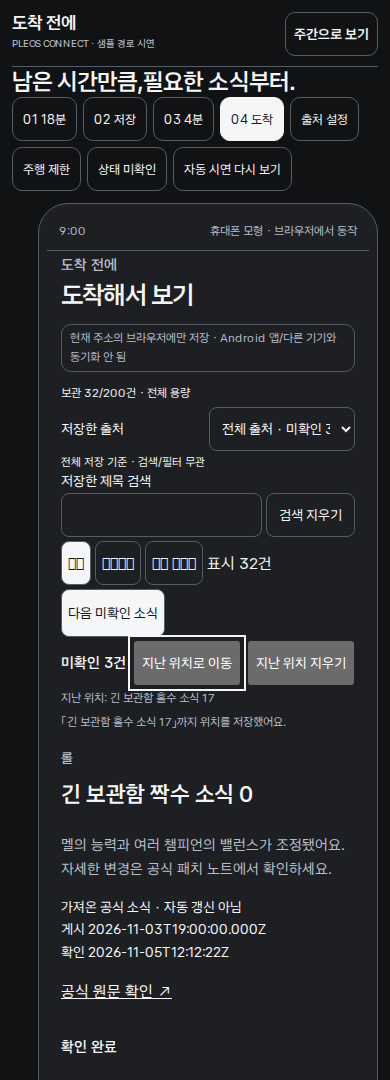 도착 전에
PLEOS CONNECT · 샘플 경로 시연
주간으로 보기
남은 시간만큼,필요한 소식부터.
01 18분
02 저장
03 4분
04 도착
출처 설정
주행 제한
상태 미확인
자동 시연 다시 보기
9:00
휴대폰 모형 · 브라우저에서 동작
도착 전에
도착해서 보기
현재 주소의 브라우저에만 저장 · Android 앱/다른 기기와
동기화 안 됨
보관 32/200건 · 전체 용량
저장한 출처
전체 출처 · 미확인
전체 저장 기준 · 검색/필터 무관
저장한 제목 검색
검색 지우기
표시 32건
다음 미확인 소식
미확인 3건
지난 위치로 이동
지난 위치 지우기
지난 위치: 긴 보관함 홀수 소식 17
「긴 보관함 홀수 소식 17」까지 위치를 저장했어요.
롤
긴 보관함 짝수 소식 0
멜의 능력과 여러 챔피언의 밸런스가 조정됐어요.
자세한 변경은 공식 패치 노트에서 확인하세요.
가져온 공식 소식 · 자동 갱신 아님
게시 2026-11-03T19:00:00.000Z
확인 2026-11-05T12:12:22Z
공식 원문 확인 ↗
확인 완료